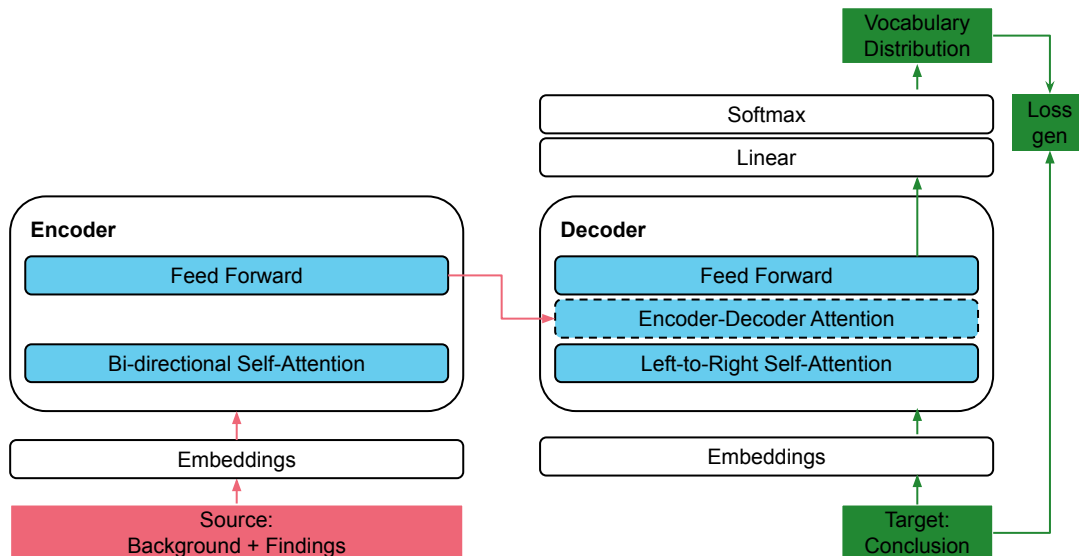 Vocabulary
Distribution
Softmax
Loss
gen
Linear
Encoder
Decoder
Feed Forward
Feed Forward
Encoder-Decoder Attention
Bi-directional Self-Attention
Left-to-Right Self-Attention
Embeddings
Embeddings
Source:
Background + Findings
Target:
Conclusion